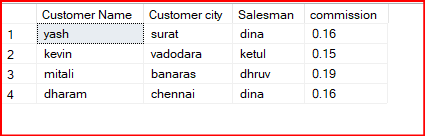 Customer Name Customer city Salesman commission
1 yash surat dina 0.16
2 kevin vadodara ketul 0.15
3 mitali banaras dhruv 0.19
4 dharam chennai dina 0.16